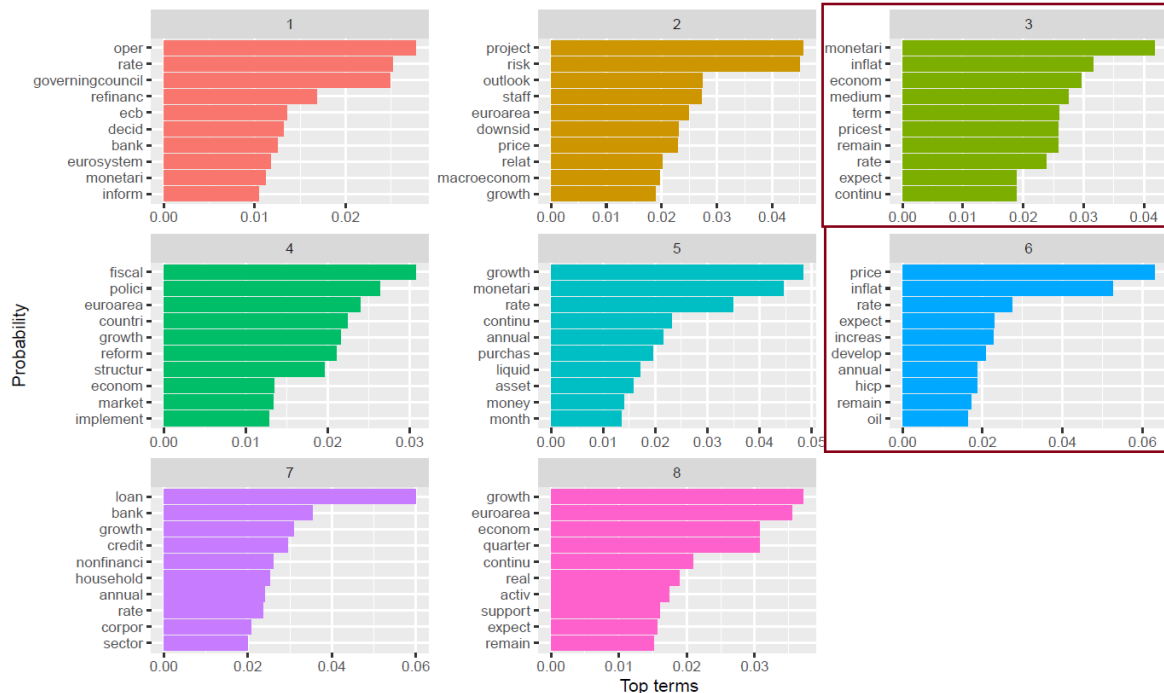 1
oper
rate
governingcouncil
refinanc
ecb
decid
bank
eurosystem
monetari
inform
0.00 0.01 0.02
2
project
risk
outlook
staff
euroarea
downsid
price
relat
macroeconom
growth
0.00 0.01 0.02 0.03 0.04
3
monetari
inflat
econom
medium
term
pricest
remain
rate
expect
continu
0.00 0.01 0.02 0.03 0.04
Probability
4
fiscal
polici
euroarea
countri
growth
reform
structur
econom
market
implement
0.00 0.01 0.02 0.03
5
growth
monetari
rate
continu
annual
purchas
liquid
asset
money
month
0.00 0.01 0.02 0.03 0.04 0.05
6
price
inflat
rate
expect
increas
develop
annual
hicp
remain
oil
0.00 0.02 0.04 0.06
7
loan
bank
growth
credit
nonfinanci
household
annual
rate
corpor
sector
0.00 0.02 0.04 0.06
8
growth
euroarea
econom
quarter
continu
real
activ
support
expect
remain
0.00 0.01 0.02 0.03
Top terms